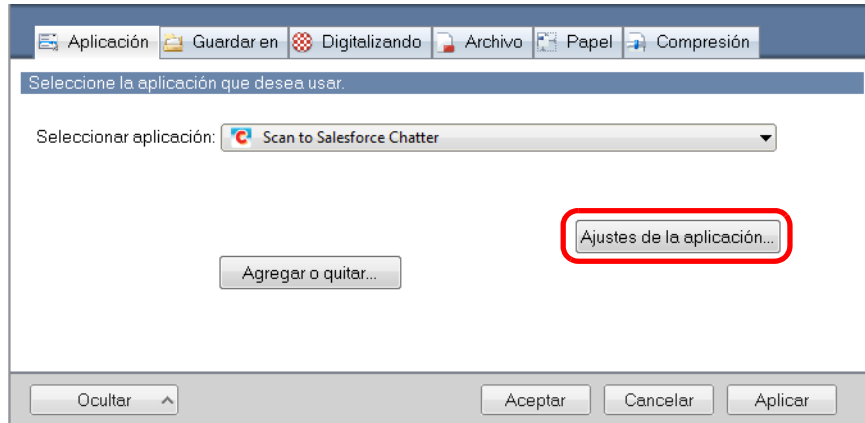 Aplicación Guardar en Digitalizando Archivo Papel Compresión
Seleccione la aplicación que desea usar.
Seleccionar aplicación: Scan to Salesforce Chatter
Ajustes de la aplicación...
Agregar o quitar...
Ocultar Aceptar Cancelar Aplicar